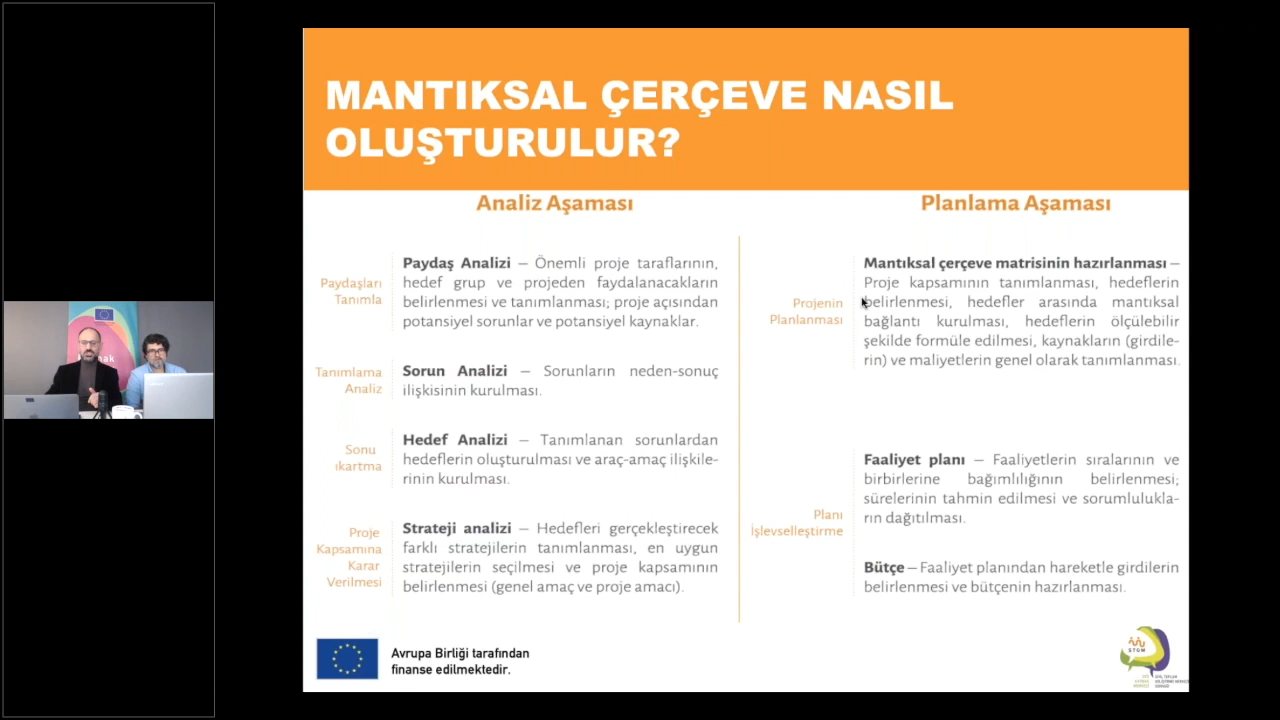 MANTIKSAL ÇERÇEVE NASIL
OLUŞTURULUR?
Analiz Aşaması
Paydaşları
Tanımla
Paydaş Analizi – Önemli proje taraflarının,
hedef grup ve projeden faydalanacakların
belirlenmesi ve tanımlanması; proje açısından
potansiyel sorunlar ve potansiyel kaynaklar.
Tanımlama
Analiz
Sorun Analizi – Sorunların neden-sonuç
ilişkisinin kurulması.
Sonu
ıkartma
Hedef Analizi – Tanımlanan sorunlardan
hedeflerin oluşturulması ve araç-amaç ilişkile-
rinin kurulması.
Proje
Kapsamına
Karar
Verilmesi
Strateji analizi – Hedefleri gerçekleştirecek
farklı stratejilerin tanımlanması, en uygun
stratejilerin seçilmesi ve proje kapsamının
belirlenmesi (genel amaç ve proje amacı).
Planlama Aşaması
Projenin
Planlanması
Mantıksal çerçeve matrisinin hazırlanması –
Proje kapsamının tanımlanması, hedeflerin
belirlenmesi, hedefler arasında mantıksal
bağlantı kurulması, hedeflerin ölçülebilir
şekilde formüle edilmesi, kaynakların (girdile-
rin) ve maliyetlerin genel olarak tanımlanması.
Planı
İşlevselleştirme
Faaliyet planı – Faaliyetlerin sıralarının ve
birbirlerine bağımlılığının belirlenmesi;
sürelerinin tahmin edilmesi ve sorumlulukla-
rın dağıtılması.
Bütçe – Faaliyet planından hareketle girdilerin
belirlenmesi ve bütçenin hazırlanması.
Avrupa Birliği tarafından
finanse edilmektedir.
STGM